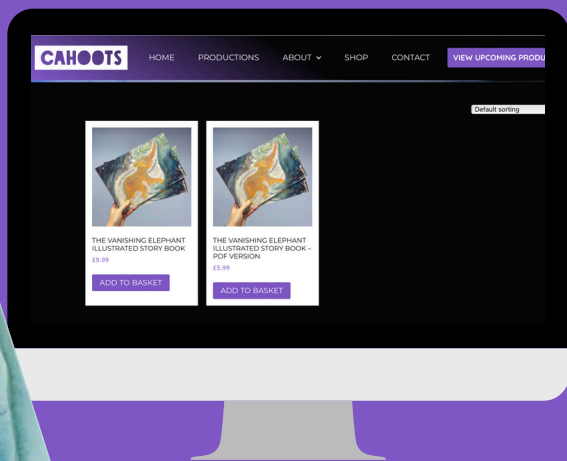 CAHOOTS
HOME PRODUCTIONS ABOUT SHOP CONTACT VIEW UPCOMING PRODU
Default sorting
THE VANISHING ELEPHANT
ILLUSTRATED STORY BOOK
£9.99
ADD TO BASKET
THE VANISHING ELEPHANT
ILLUSTRATED STORY BOOK –
PDF VERSION
£5.99
ADD TO BASKET